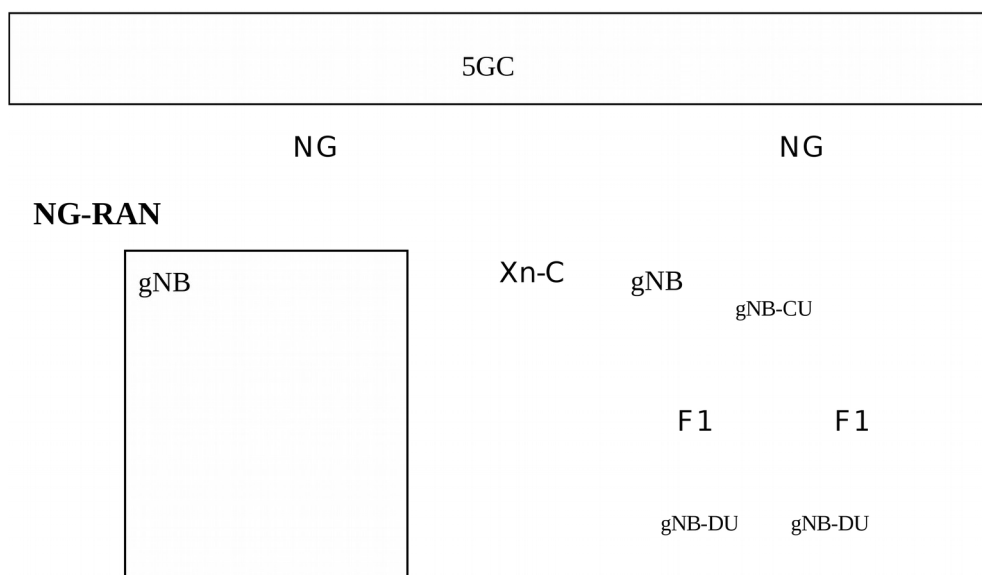 5GC
NG NG
NG-RAN
gNB Xn-C gNB
gNB-CU
F1 F1
gNB-DU gNB-DU